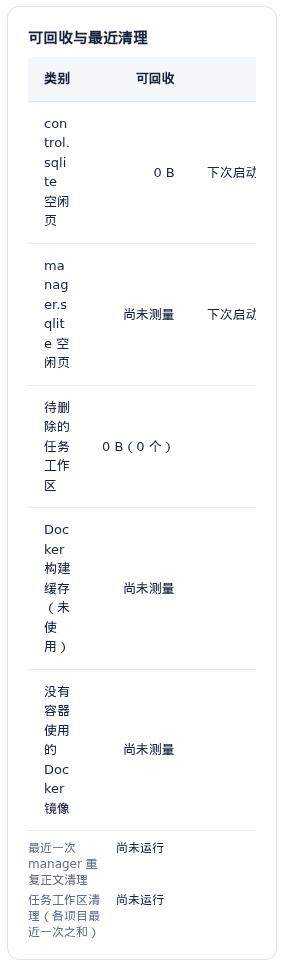 可回收与最近清理
类别 可回收
con
trol.
sqli
te
空闲
页
0 B
下次启动
ma
nag
er.s
qlit
e 空
闲页
尚未测量
下次启动
待删
除的
任务
工作
区
0 B（0 个）
Doc
ker
构建
缓存
（未
使
用）
尚未测量
没有
容器
使用
的
Doc
ker
镜像
尚未测量
最近一次
manager 重
复正文清理
尚未运行
任务工作区清
理（各项目最
近一次之和）
尚未运行